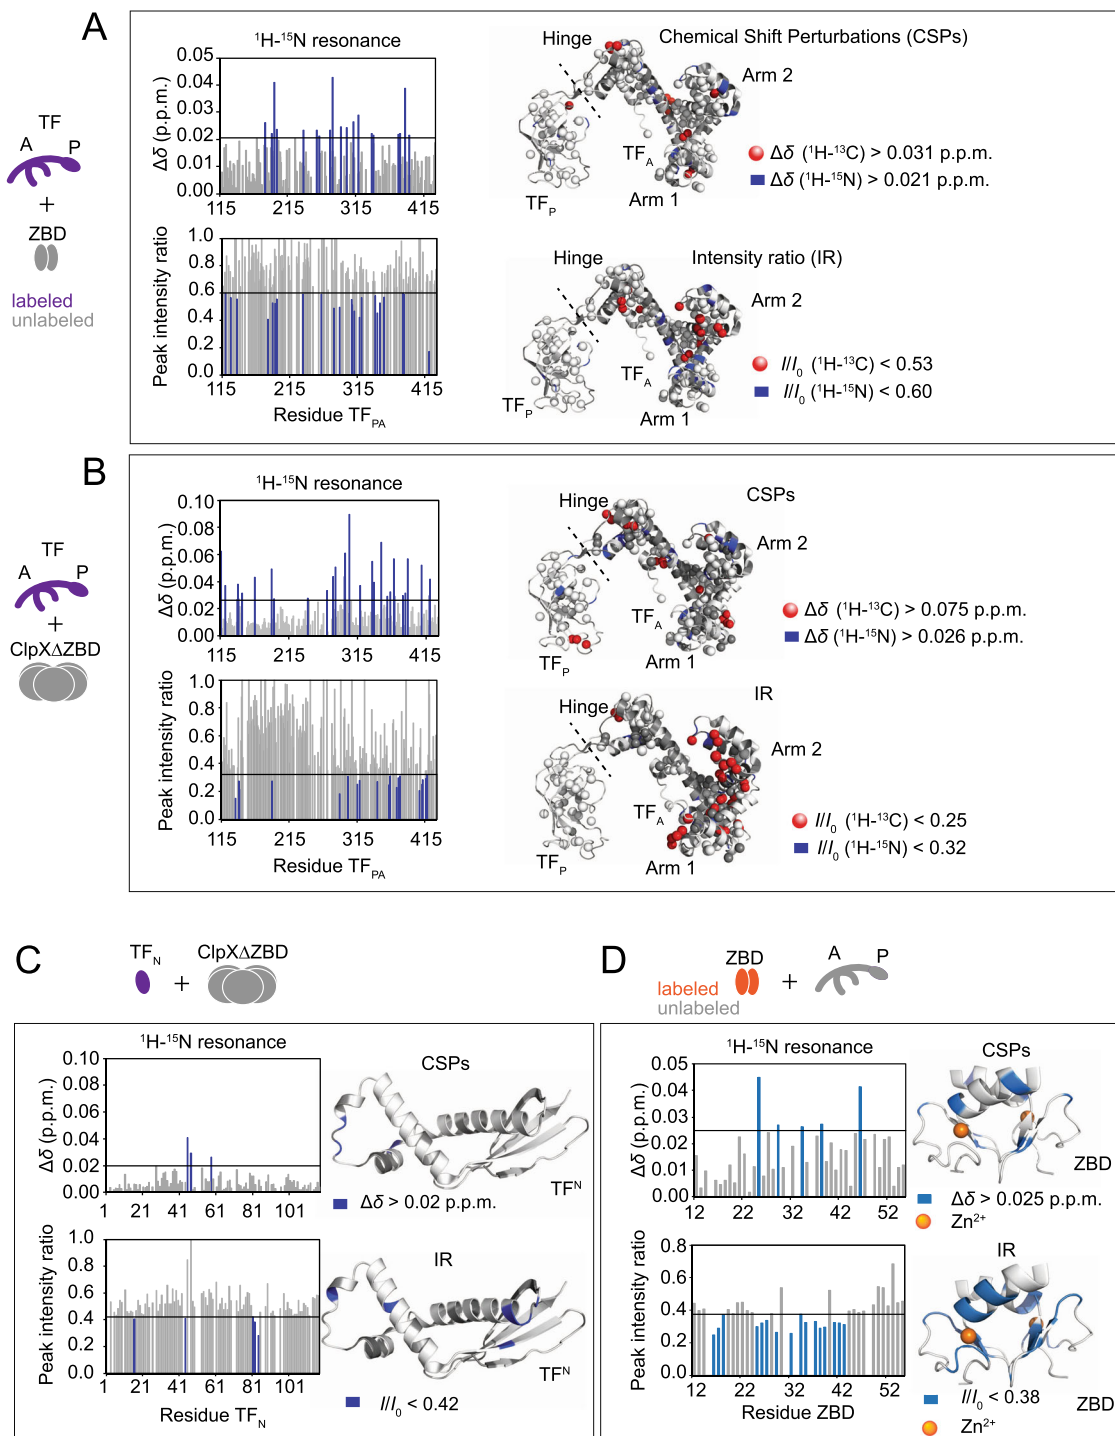 A
TF
A P
+
ZBD
labeled
unlabeled
¹H-¹⁵N resonance
Δδ (p.p.m.)
0.05
0.04
0.03
0.02
0.01
0.00
115 215 315 415
Peak intensity ratio
1.0
0.8
0.6
0.4
0.2
0.0
115 215 315 415
Residue TF_PA
Chemical Shift Perturbations (CSPs)
Hinge
Arm 2
TF_A
TF_P
Arm 1
Δδ (¹H-¹³C) > 0.031 p.p.m.
Δδ (¹H-¹⁵N) > 0.021 p.p.m.
Intensity ratio (IR)
Hinge
Arm 2
TF_A
TF_P
Arm 1
I/I₀ (¹H-¹³C) < 0.53
I/I₀ (¹H-¹⁵N) < 0.60
B
TF
A P
+
ClpXΔZBD
¹H-¹⁵N resonance
Δδ (p.p.m.)
0.10
0.08
0.06
0.04
0.02
0.00
115 215 315 415
Peak intensity ratio
1.0
0.8
0.6
0.4
0.2
0.0
115 215 315 415
Residue TF_PA
CSPs
Hinge
Arm 2
TF_A
TF_P
Arm 1
Δδ (¹H-¹³C) > 0.075 p.p.m.
Δδ (¹H-¹⁵N) > 0.026 p.p.m.
IR
Hinge
Arm 2
TF_A
TF_P
Arm 1
I/I₀ (¹H-¹³C) < 0.25
I/I₀ (¹H-¹⁵N) < 0.32
C
TF_N
+
ClpXΔZBD
¹H-¹⁵N resonance
Δδ (p.p.m.)
0.10
0.08
0.06
0.04
0.02
0.00
1 21 41 61 81 101
CSPs
TF^N
Δδ > 0.02 p.p.m.
Peak intensity ratio
1.0
0.8
0.6
0.4
0.2
0.0
1 21 41 61 81 101
Residue TF_N
IR
TF^N
I/I₀ < 0.42
D
ZBD
labeled
unlabeled
+
A P
¹H-¹⁵N resonance
Δδ (p.p.m.)
0.05
0.04
0.03
0.02
0.01
0.00
12 22 32 42 52
CSPs
ZBD
Δδ > 0.025 p.p.m.
Zn²⁺
Peak intensity ratio
0.8
0.6
0.4
0.2
0.0
12 22 32 42 52
Residue ZBD
IR
ZBD
I/I₀ < 0.38
Zn²⁺